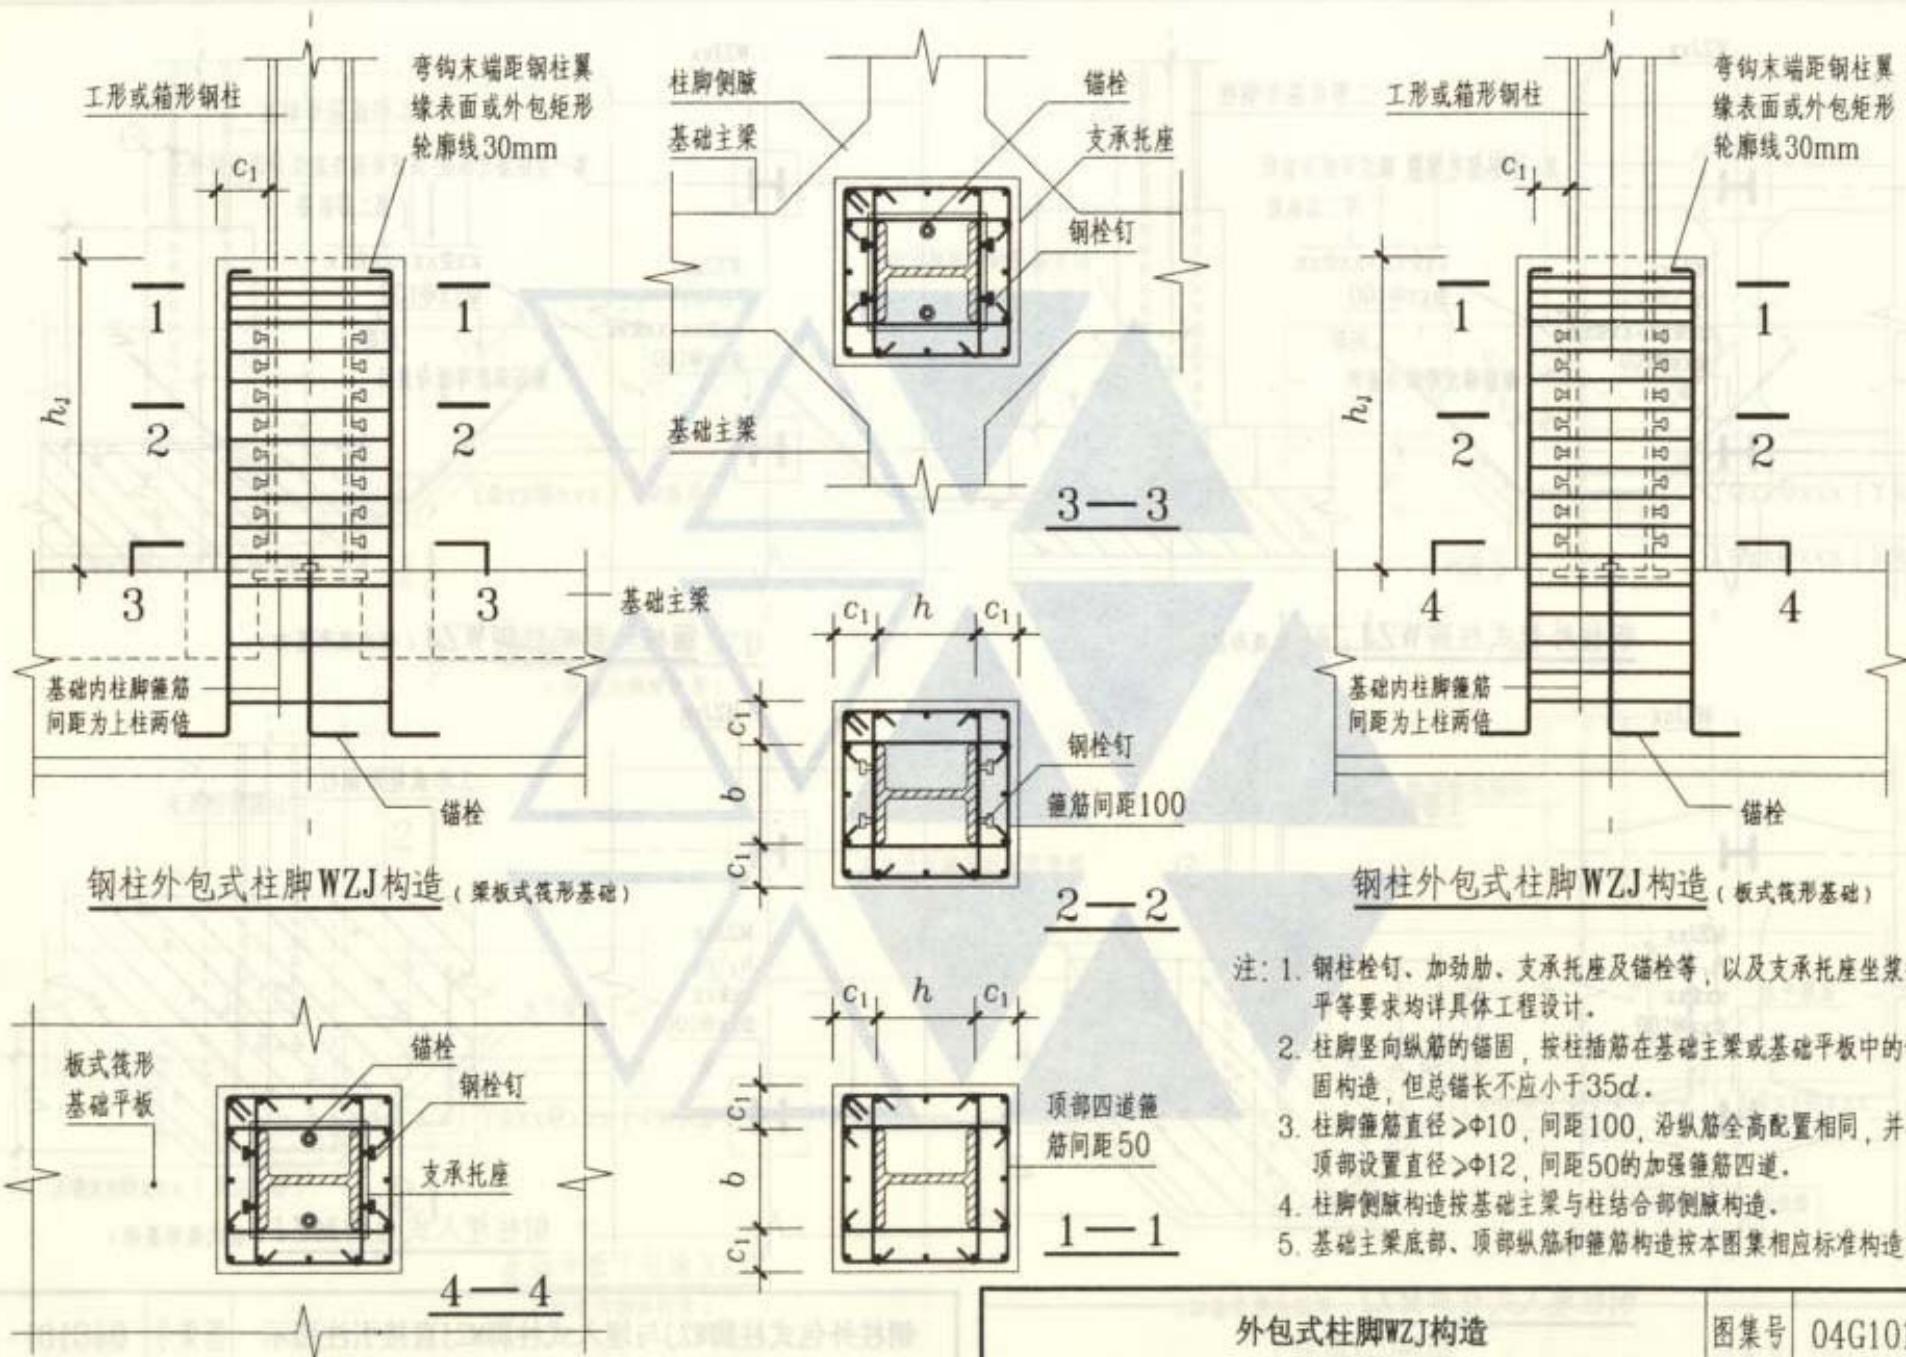 工形或箱形钢柱
弯钩末端距钢柱翼
缘表面或外包矩形
轮廓线30mm
c₁
h₁
1
1
2
2
3
3
基础主梁
基础内柱脚箍筋
间距为上柱两倍
锚栓
钢柱外包式柱脚WZJ构造(梁板式筏形基础)
柱脚侧腋
基础主梁
锚栓
支承托座
钢栓钉
基础主梁
3—3
c₁
h
c₁
c₁
b
c₁
钢栓钉
箍筋间距100
2—2
工形或箱形钢柱
弯钩末端距钢柱翼
缘表面或外包矩形
轮廓线30mm
c₁
1
1
2
2
4
4
基础内柱脚箍筋
间距为上柱两倍
锚栓
钢柱外包式柱脚WZJ构造(板式筏形基础)
板式筏形
基础平板
锚栓
钢栓钉
支承托座
4—4
c₁
h
c₁
c₁
b
c₁
顶部四道箍
筋间距50
1—1
注:1. 钢柱栓钉、加劲肋、支承托座及锚栓等,以及支承托座坐浆
平等要求均详具体工程设计.
2. 柱脚竖向纵筋的锚固,按柱插筋在基础主梁或基础平板中的
固构造,但总锚长不应小于35d.
3. 柱脚箍筋直径≥Φ10,间距100,沿纵筋全高配置相同,并
顶部设置直径≥Φ12,间距50的加强箍筋四道.
4. 柱脚侧腋构造按基础主梁与柱结合部侧腋构造.
5. 基础主梁底部、顶部纵筋和箍筋构造按本图集相应标准构造
外包式柱脚WZJ构造
图集号
04G101